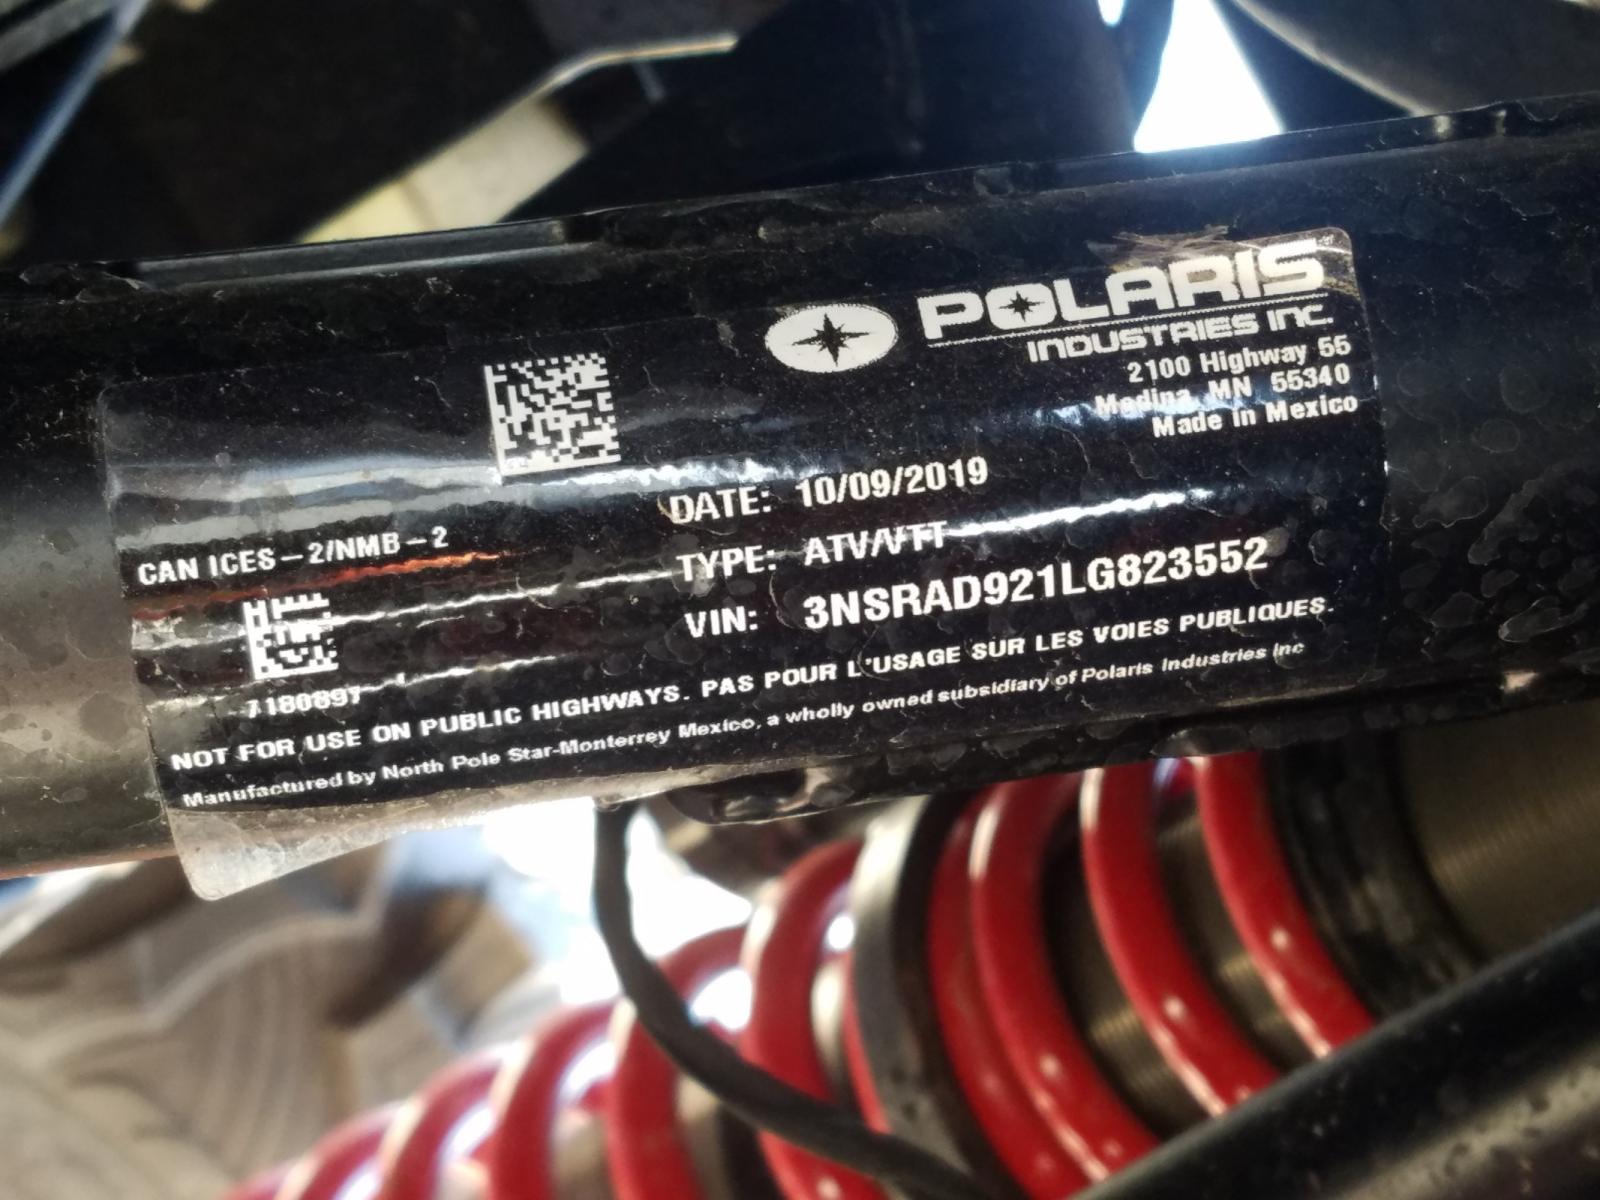 POLARIS
INDUSTRIES INC.
2100 Highway 55
Medina, MN 55340
Made in Mexico
DATE: 10/09/2019
TYPE: ATV/VTT
VIN: 3NSRAD921LG823552
CAN ICES-2/NMB-2
7180897
NOT FOR USE ON PUBLIC HIGHWAYS. PAS POUR L'USAGE SUR LES VOIES PUBLIQUES.
Manufactured by North Pole Star-Monterrey Mexico, a wholly owned subsidiary of Polaris Industries Inc